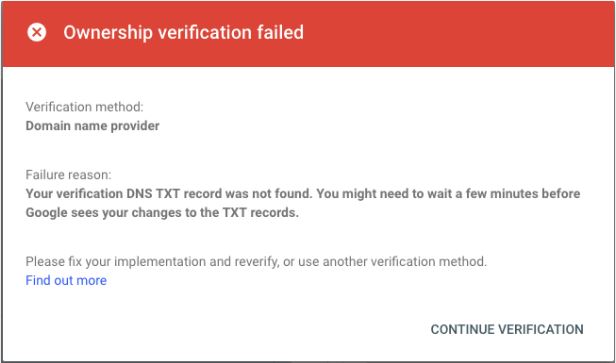 Ownership verification failed
Verification method:
Domain name provider
Failure reason:
Your verification DNS TXT record was not found. You might need to wait a few minutes before
Google sees your changes to the TXT records.
Please fix your implementation and reverify, or use another verification method.
Find out more
CONTINUE VERIFICATION